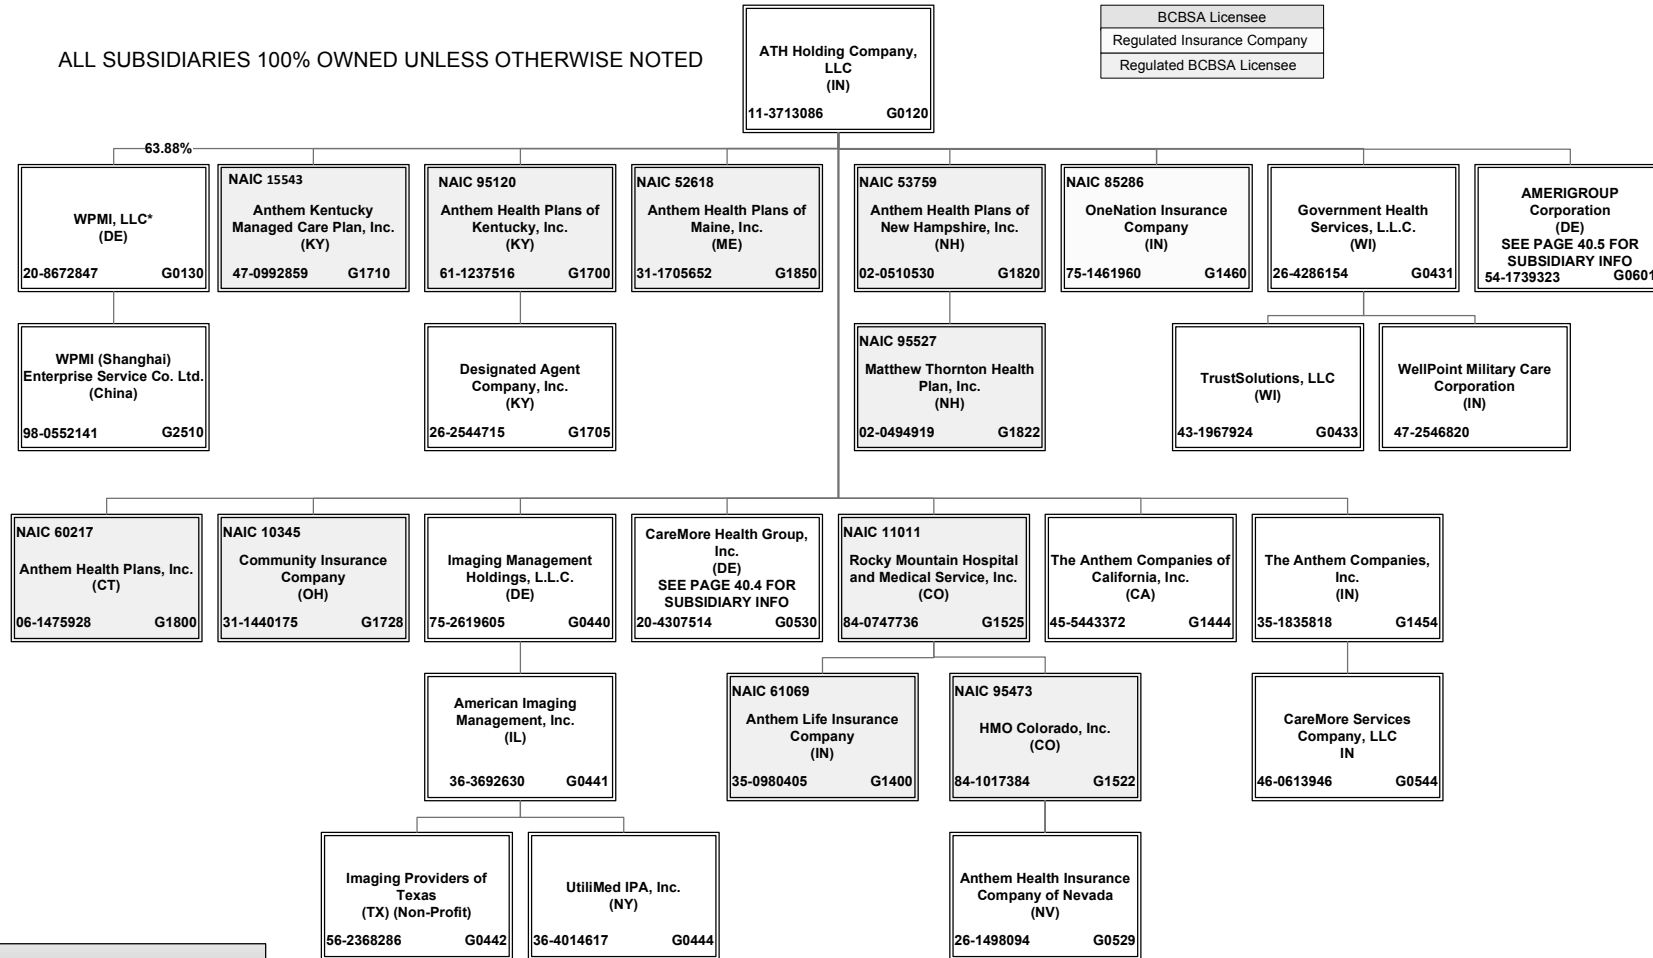 ALL SUBSIDIARIES 100% OWNED UNLESS OTHERWISE NOTED
ATH Holding Company,
LLC
(IN)
11-3713086 G0120
BCBSA Licensee
Regulated Insurance Company
Regulated BCBSA Licensee
63.88%
WPMI, LLC*
(DE)
20-8672847 G0130
NAIC 15543
Anthem Kentucky
Managed Care Plan, Inc.
(KY)
47-0992859 G1710
NAIC 95120
Anthem Health Plans of
Kentucky, Inc.
(KY)
61-1237516 G1700
NAIC 52618
Anthem Health Plans of
Maine, Inc.
(ME)
31-1705652 G1850
NAIC 53759
Anthem Health Plans of
New Hampshire, Inc.
(NH)
02-0510530 G1820
NAIC 85286
OneNation Insurance
Company
(IN)
75-1461960 G1460
Government Health
Services, L.L.C.
(WI)
26-4286154 G0431
AMERIGROUP
Corporation
(DE)
SEE PAGE 40.5 FOR
SUBSIDIARY INFO
54-1739323 G0601
WPMI (Shanghai)
Enterprise Service Co. Ltd.
(China)
98-0552141 G2510
Designated Agent
Company, Inc.
(KY)
26-2544715 G1705
NAIC 95527
Matthew Thornton Health
Plan, Inc.
(NH)
02-0494919 G1822
TrustSolutions, LLC
(WI)
43-1967924 G0433
WellPoint Military Care
Corporation
(IN)
47-2546820
NAIC 60217
Anthem Health Plans, Inc.
(CT)
06-1475928 G1800
NAIC 10345
Community Insurance
Company
(OH)
31-1440175 G1728
Imaging Management
Holdings, L.L.C.
(DE)
75-2619605 G0440
CareMore Health Group,
Inc.
(DE)
SEE PAGE 40.4 FOR
SUBSIDIARY INFO
20-4307514 G0530
NAIC 11011
Rocky Mountain Hospital
and Medical Service, Inc.
(CO)
84-0747736 G1525
The Anthem Companies of
California, Inc.
(CA)
45-5443372 G1444
The Anthem Companies,
Inc.
(IN)
35-1835818 G1454
American Imaging
Management, Inc.
(IL)
36-3692630 G0441
NAIC 61069
Anthem Life Insurance
Company
(IN)
35-0980405 G1400
NAIC 95473
HMO Colorado, Inc.
(CO)
84-1017384 G1522
CareMore Services
Company, LLC
IN
46-0613946 G0544
Imaging Providers of
Texas
(TX) (Non-Profit)
56-2368286 G0442
UtiliMed IPA, Inc.
(NY)
36-4014617 G0444
Anthem Health Insurance
Company of Nevada
(NV)
26-1498094 G0529